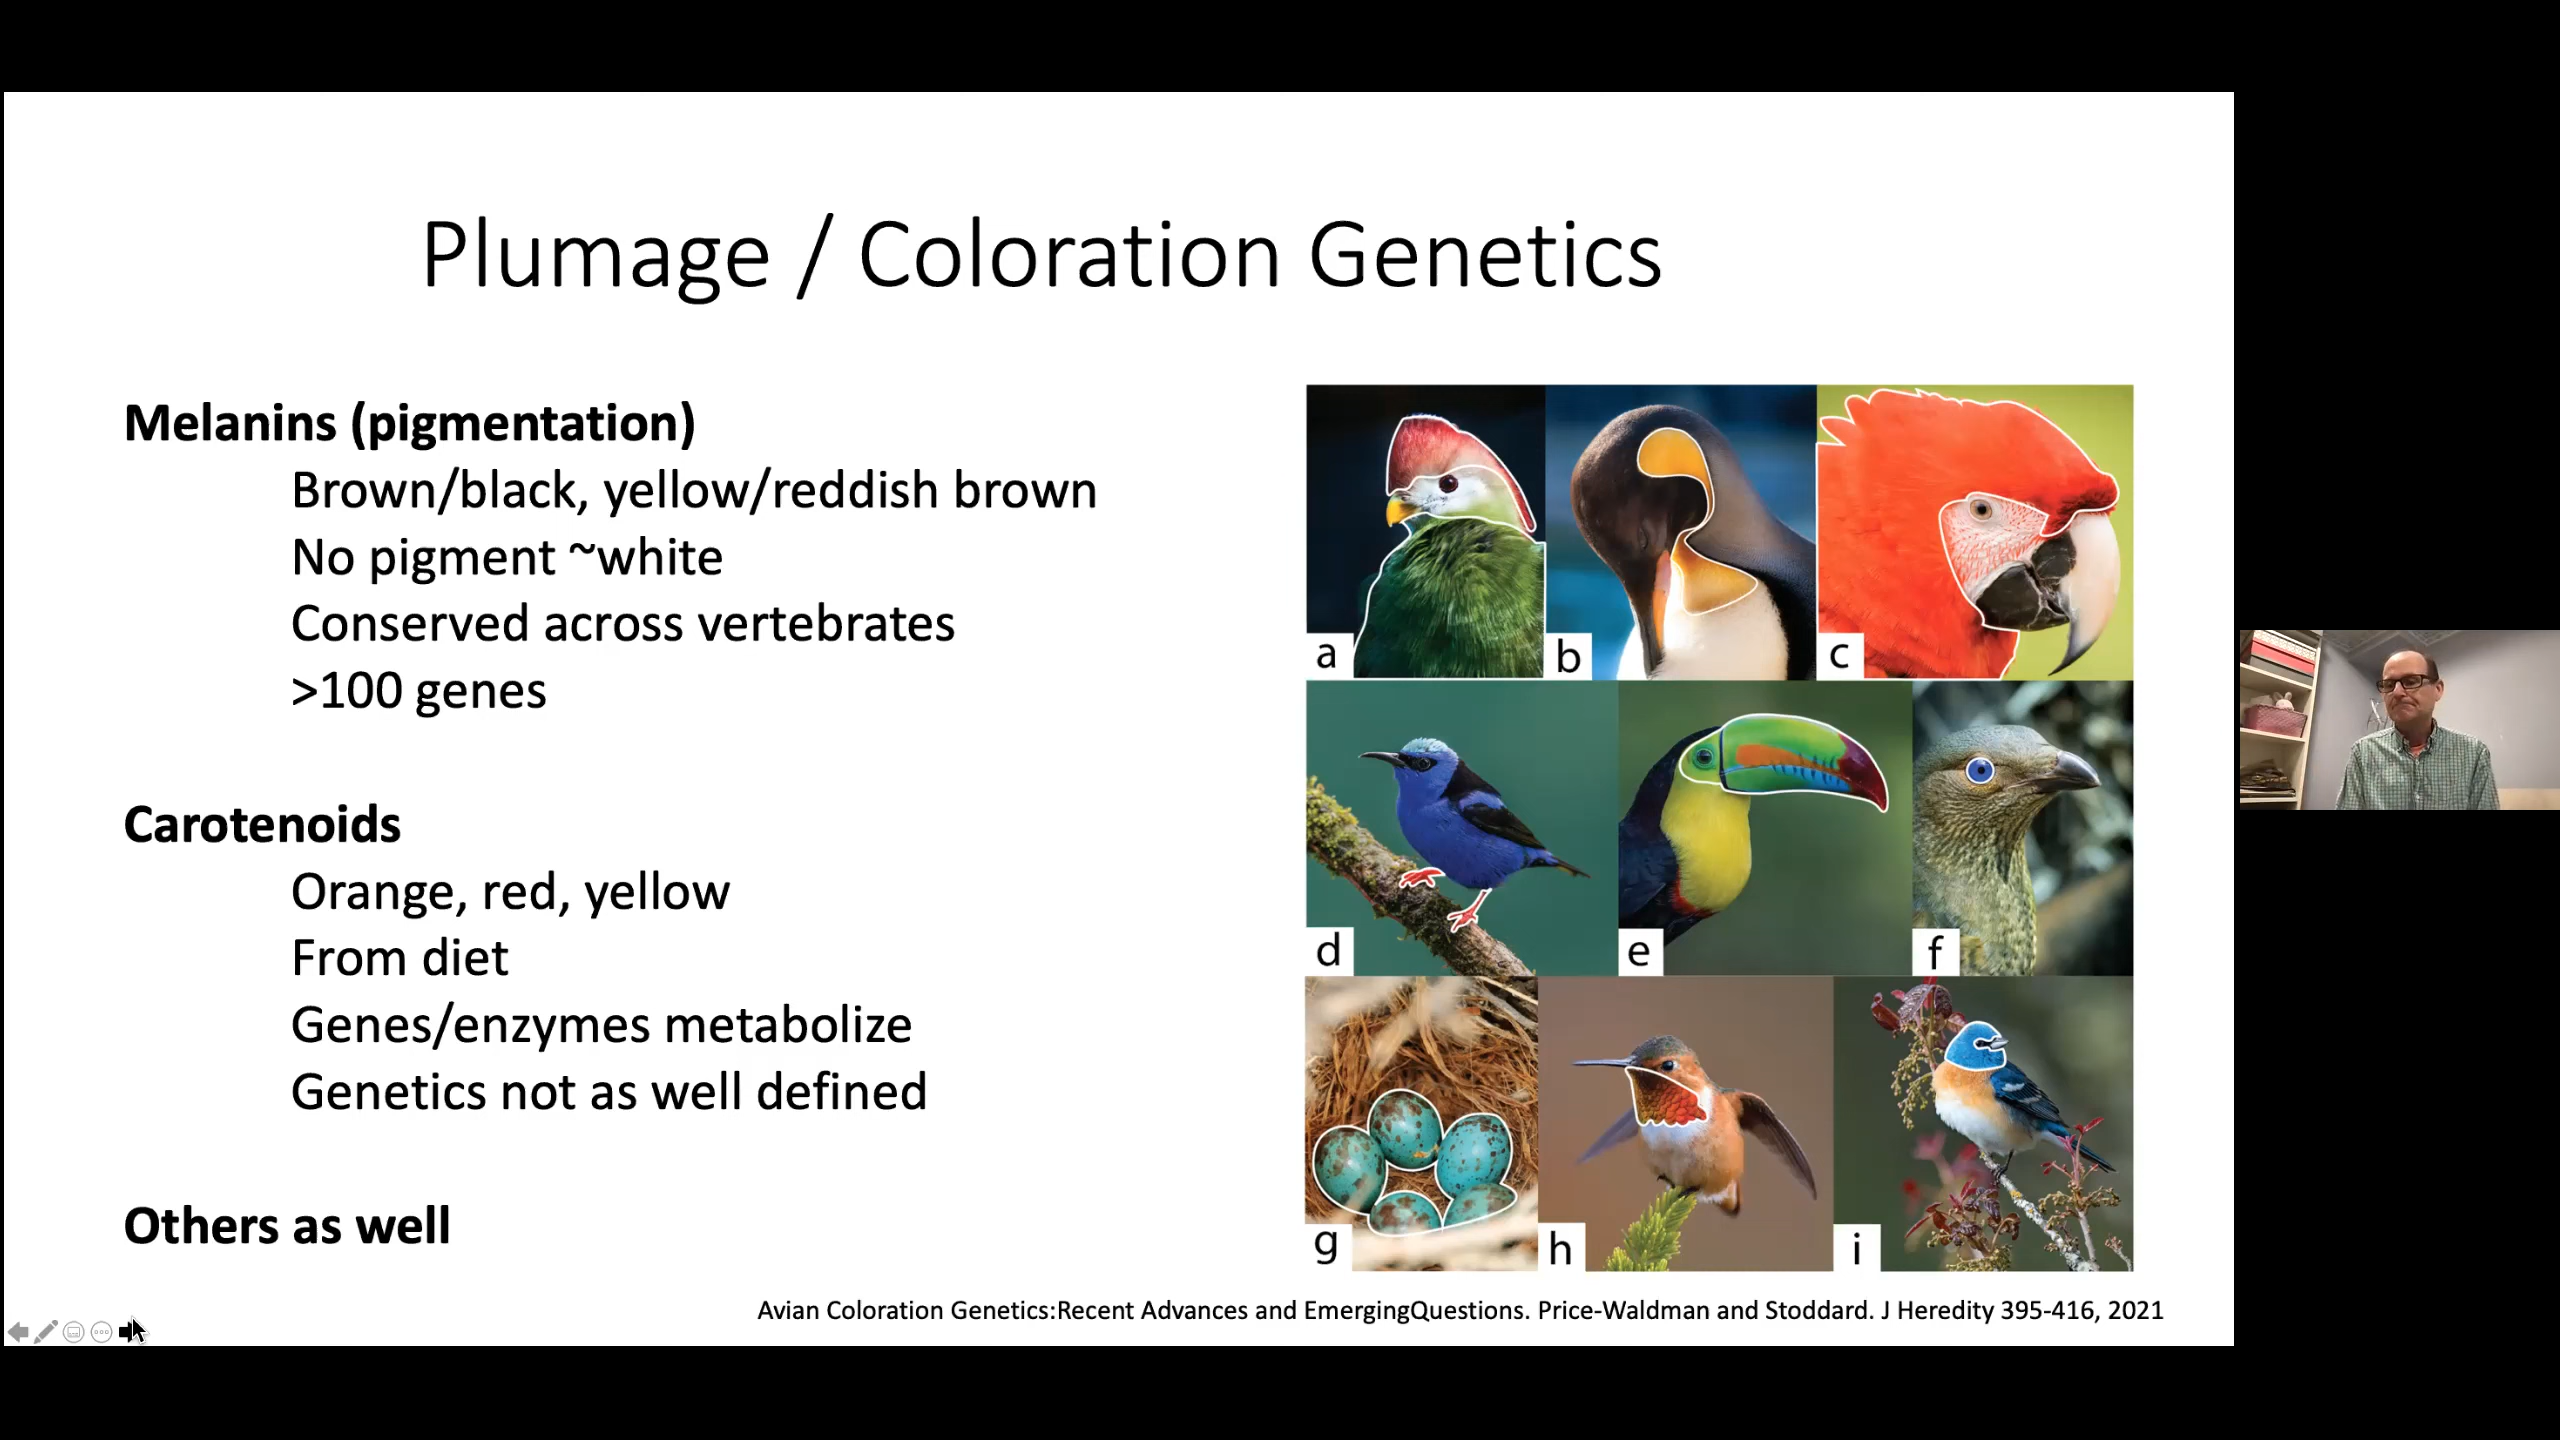 Plumage / Coloration Genetics
Melanins (pigmentation)
Brown/black, yellow/reddish brown
No pigment ~white
Conserved across vertebrates
>100 genes
Carotenoids
Orange, red, yellow
From diet
Genes/enzymes metabolize
Genetics not as well defined
Others as well
a
b
c
d
e
f
g
h
i
Avian Coloration Genetics:Recent Advances and EmergingQuestions. Price-Waldman and Stoddard. J Heredity 395-416, 2021